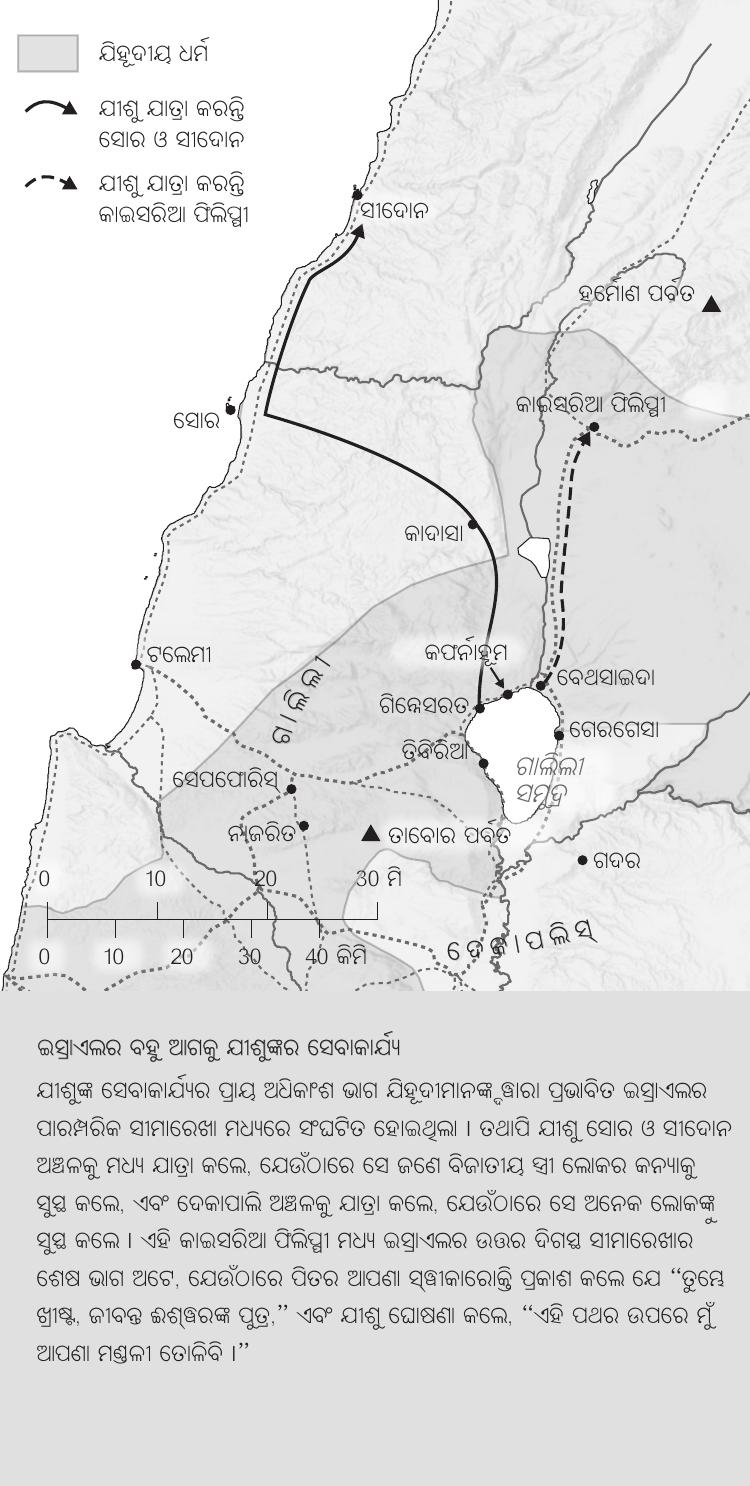 ଯିହୂଦୀୟ ଧର୍ମ
ଯୀଶୁ ଯାତ୍ରା କରନ୍ତି
ସୋର ଓ ସୀଦୋନ
ଯୀଶୁ ଯାତ୍ରା କରନ୍ତି
କାଇସରିଆ ଫିଲିପ୍ପୀ
ସୀଦୋନ
ହର୍ମୋଣ ପର୍ବତ
କାଇସରିଆ ଫିଲିପ୍ପୀ
ସୋର
କାଦାସା
ଟଲେମୀ
କଫର୍ନାହୂମ
ବେଥସାଇଦା
ଗାଲିଲୀ
ଗିନ୍ନେସରତ
ଗେରଗେସା
ତିବିରିଆ
ଗାଲିଲୀ
ସମୁଦ୍ର
ସେପପୋରିସ୍
ନାଜରିତ
ତାବୋର ପର୍ବତ
ଗଦର
0 10 20 30 ମି
0 10 20 30 40 କିମି
ଦେକାପଲିସ୍
ଇସ୍ରାଏଲର ବହୁ ଆଗକୁ ଯୀଶୁଙ୍କର ସେବାକାର୍ଯ୍ୟ
ଯୀଶୁଙ୍କ ସେବାକାର୍ଯ୍ୟର ପ୍ରାୟ ଅଧିକାଂଶ ଭାଗ ଯିହୂଦୀମାନଙ୍କ ଦ୍ୱାରା ପ୍ରଭାବିତ ଇସ୍ରାଏଲର
ପାରମ୍ପରିକ ସୀମାରେଖା ମଧ୍ୟରେ ସଂଘଟିତ ହୋଇଥିଲା । ତଥାପି ଯୀଶୁ ସୋର ଓ ସୀଦୋନ
ଅଞ୍ଚଳକୁ ମଧ୍ୟ ଯାତ୍ରା କଲେ, ଯେଉଁଠାରେ ସେ ଜଣେ ବିଜାତୀୟ ସ୍ତ୍ରୀ ଲୋକର କନ୍ୟାକୁ
ସୁସ୍ଥ କଲେ, ଏବଂ ଦେକାପାଲି ଅଞ୍ଚଳକୁ ଯାତ୍ରା କଲେ, ଯେଉଁଠାରେ ସେ ଅନେକ ଲୋକଙ୍କୁ
ସୁସ୍ଥ କଲେ । ଏହି କାଇସରିଆ ଫିଲିପ୍ପୀ ମଧ୍ୟ ଇସ୍ରାଏଲର ଉତ୍ତର ଦିଗସ୍ଥ ସୀମାରେଖାର
ଶେଷ ଭାଗ ଅଟେ, ଯେଉଁଠାରେ ପିତର ଆପଣା ସ୍ୱୀକାରୋକ୍ତି ପ୍ରକାଶ କଲେ ଯେ “ତୁମ୍ଭେ
ଖ୍ରୀଷ୍ଟ, ଜୀବନ୍ତ ଈଶ୍ୱରଙ୍କ ପୁତ୍ର,” ଏବଂ ଯୀଶୁ ଘୋଷଣା କଲେ, “ଏହି ପଥର ଉପରେ ମୁଁ
ଆପଣା ମଣ୍ଡଳୀ ତୋଳିବି ।”